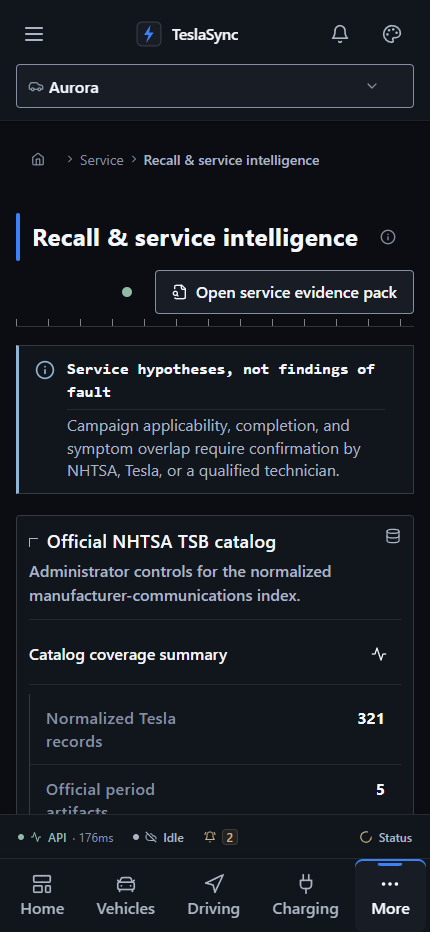 TeslaSync
Aurora
Service
Recall & service intelligence
Recall & service intelligence
Open service evidence pack
Service hypotheses, not findings of
fault
Campaign applicability, completion, and
symptom overlap require confirmation by
NHTSA, Tesla, or a qualified technician.
Official NHTSA TSB catalog
Administrator controls for the normalized
manufacturer-communications index.
Catalog coverage summary
Normalized Tesla
records
321
Official period
artifacts
5
API · 176ms
Idle
2
Status
Home
Vehicles
Driving
Charging
More